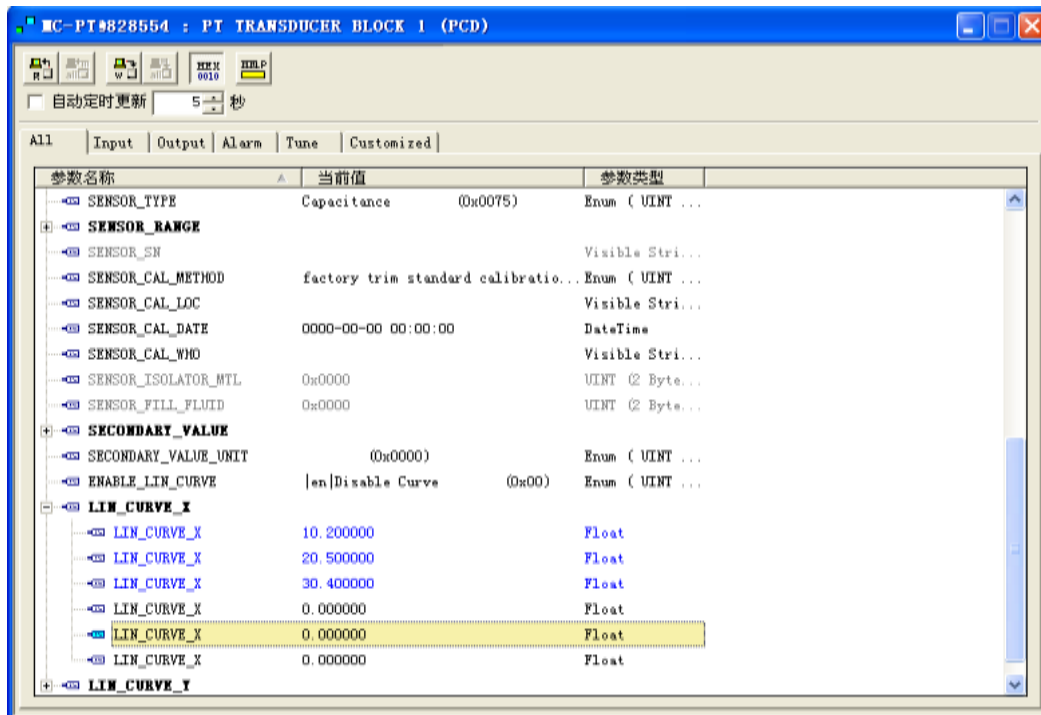 MC-PT@828554 : PT TRANSDUCER BLOCK 1 (PCD)
R all W all HEX 0010 HELP
自动定时更新 5 秒
All Input Output Alarm Tune Customized
参数名称 当前值 参数类型
SENSOR_TYPE Capacitance (0x0075) Enum ( UINT ...
SENSOR_RANGE
SENSOR_SN Visible Stri...
SENSOR_CAL_METHOD factory trim standard calibratio... Enum ( UINT ...
SENSOR_CAL_LOC Visible Stri...
SENSOR_CAL_DATE 0000-00-00 00:00:00 DateTime
SENSOR_CAL_WHO Visible Stri...
SENSOR_ISOLATOR_MTL 0x0000 UINT (2 Byte...
SENSOR_FILL_FLUID 0x0000 UINT (2 Byte...
SECONDARY_VALUE
SECONDARY_VALUE_UNIT (0x0000) Enum ( UINT ...
ENABLE_LIN_CURVE |en|Disable Curve (0x00) Enum ( UINT ...
LIN_CURVE_X
LIN_CURVE_X 10.200000 Float
LIN_CURVE_X 20.500000 Float
LIN_CURVE_X 30.400000 Float
LIN_CURVE_X 0.000000 Float
LIN_CURVE_X 0.000000 Float
LIN_CURVE_X 0.000000 Float
LIN_CURVE_Y